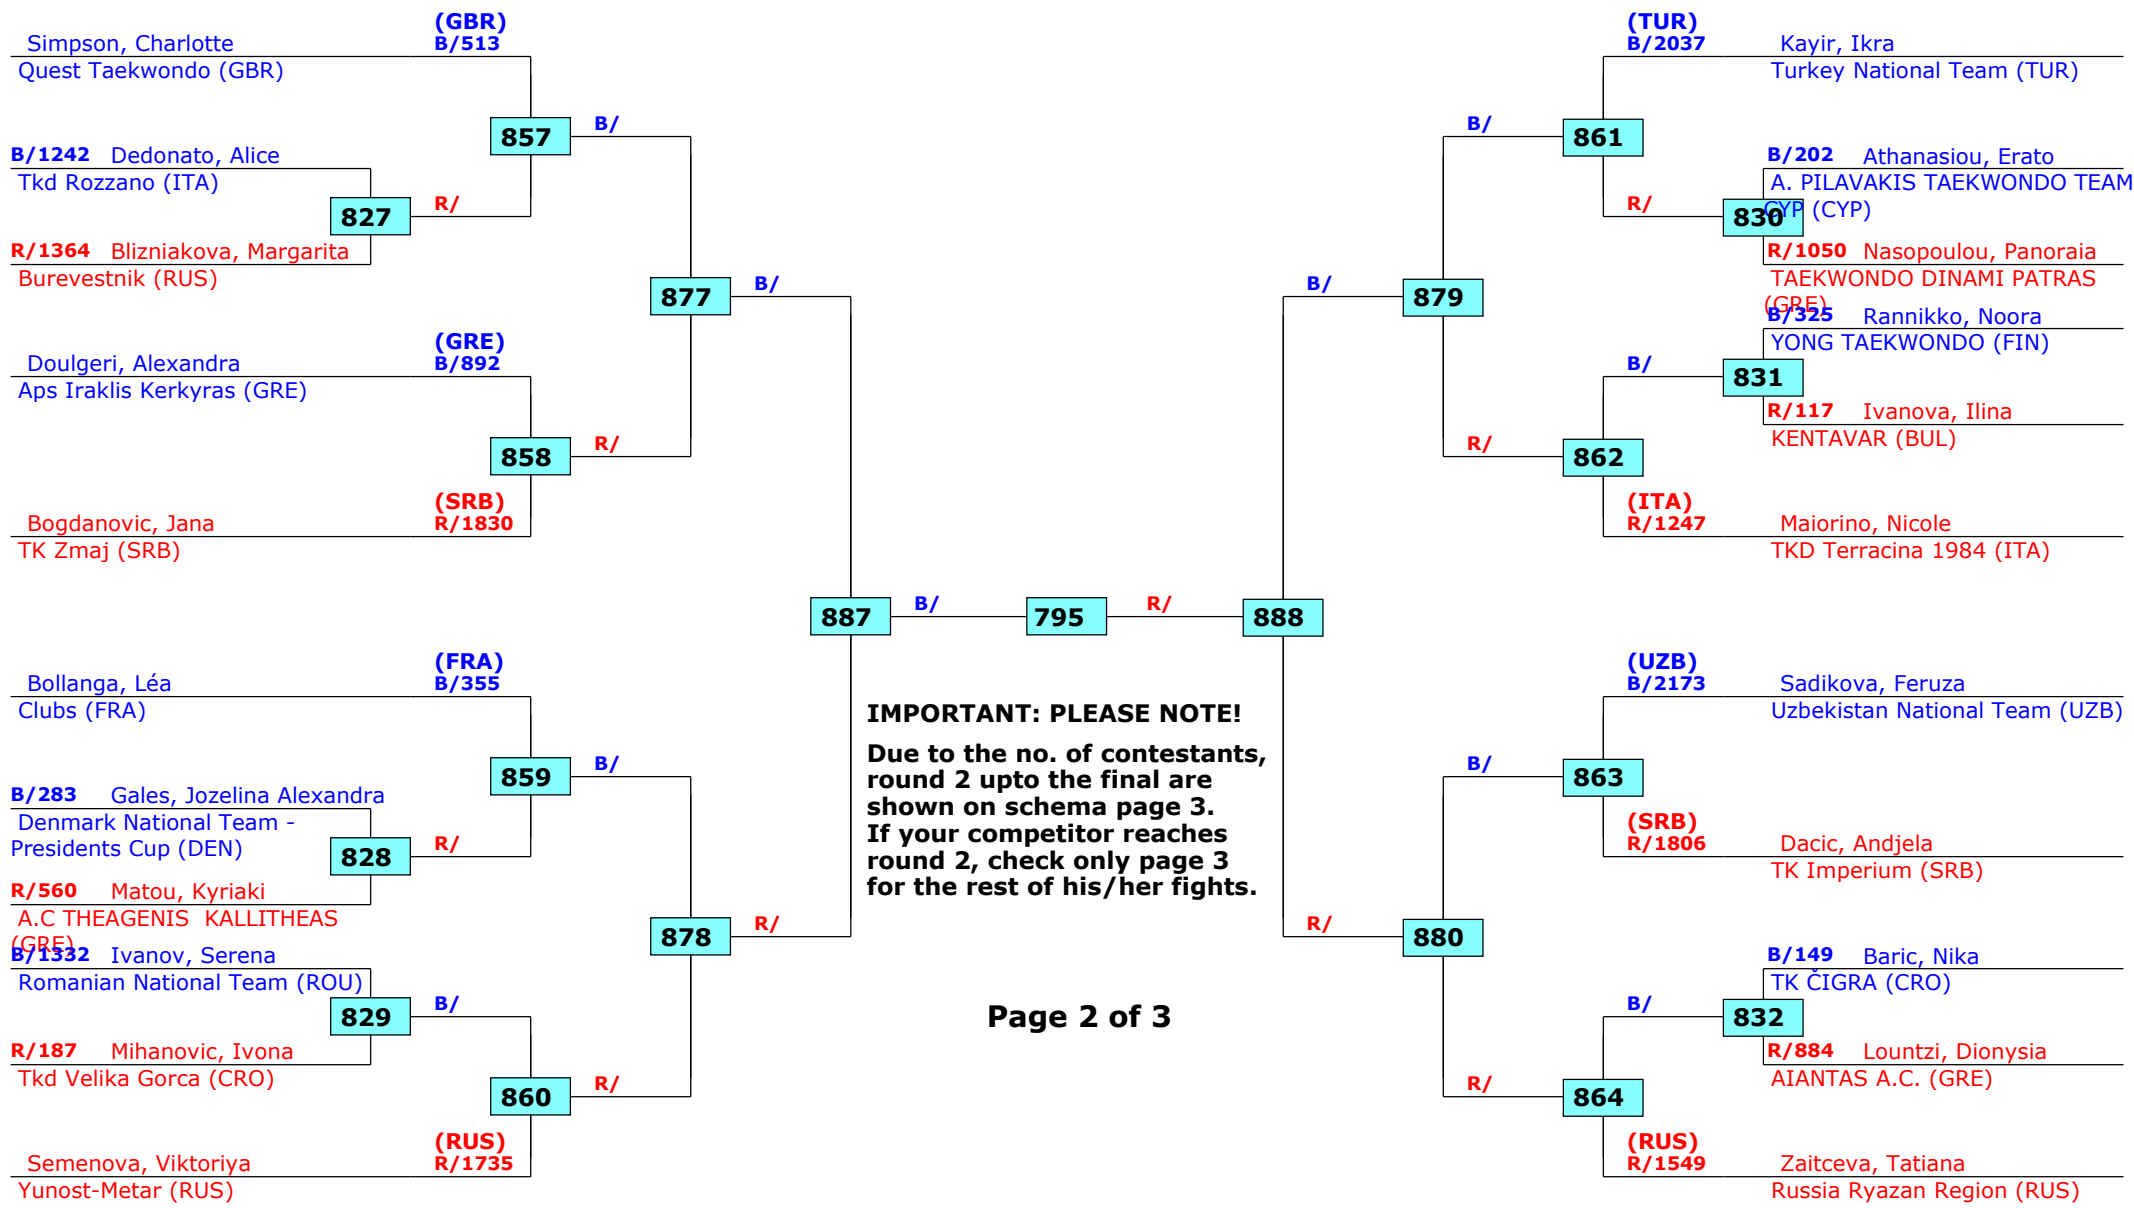 (GBR)
Simpson, Charlotte B/513
Quest Taekwondo (GBR)
857 B/
B/1242 Dedonato, Alice
Tkd Rozzano (ITA)
827 R/
R/1364 Blizniakova, Margarita
Burevestnik (RUS)
877 B/
(GRE)
Doulgeri, Alexandra B/892
Aps Iraklis Kerkyras (GRE)
858 R/
(SRB)
Bogdanovic, Jana R/1830
TK Zmaj (SRB)
887 B/ 795 R/ 888
(FRA)
Bollanga, Léa B/355
Clubs (FRA)
859 B/
B/283 Gales, Jozelina Alexandra
Denmark National Team -
Presidents Cup (DEN)
828 R/
R/560 Matou, Kyriaki
A.C THEAGENIS KALLITHEAS
(GRE)
878 R/
B/1332 Ivanov, Serena
Romanian National Team (ROU)
829 B/
R/187 Mihanovic, Ivona
Tkd Velika Gorca (CRO)
860 R/
(RUS)
Semenova, Viktoriya R/1735
Yunost-Metar (RUS)
IMPORTANT: PLEASE NOTE!
Due to the no. of contestants,
round 2 upto the final are
shown on schema page 3.
If your competitor reaches
round 2, check only page 3
for the rest of his/her fights.
Page 2 of 3
(TUR)
B/2037 Kayir, Ikra
Turkey National Team (TUR)
B/ 861
B/202 Athanasiou, Erato
A. PILAVAKIS TAEKWONDO TEAM
CYP (CYP)
R/ 830
R/1050 Nasopoulou, Panoraia
TAEKWONDO DINAMI PATRAS
(GRE)
B/ 879
B/325 Rannikko, Noora
YONG TAEKWONDO (FIN)
B/ 831
R/117 Ivanova, Ilina
KENTAVAR (BUL)
R/ 862
(ITA)
R/1247 Maiorino, Nicole
TKD Terracina 1984 (ITA)
(UZB)
B/2173 Sadikova, Feruza
Uzbekistan National Team (UZB)
B/ 863
(SRB)
R/1806 Dacic, Andjela
TK Imperium (SRB)
R/ 880
B/149 Baric, Nika
TK ČIGRA (CRO)
B/ 832
R/884 Lountzi, Dionysia
AIANTAS A.C. (GRE)
R/ 864
(RUS)
R/1549 Zaitceva, Tatiana
Russia Ryazan Region (RUS)